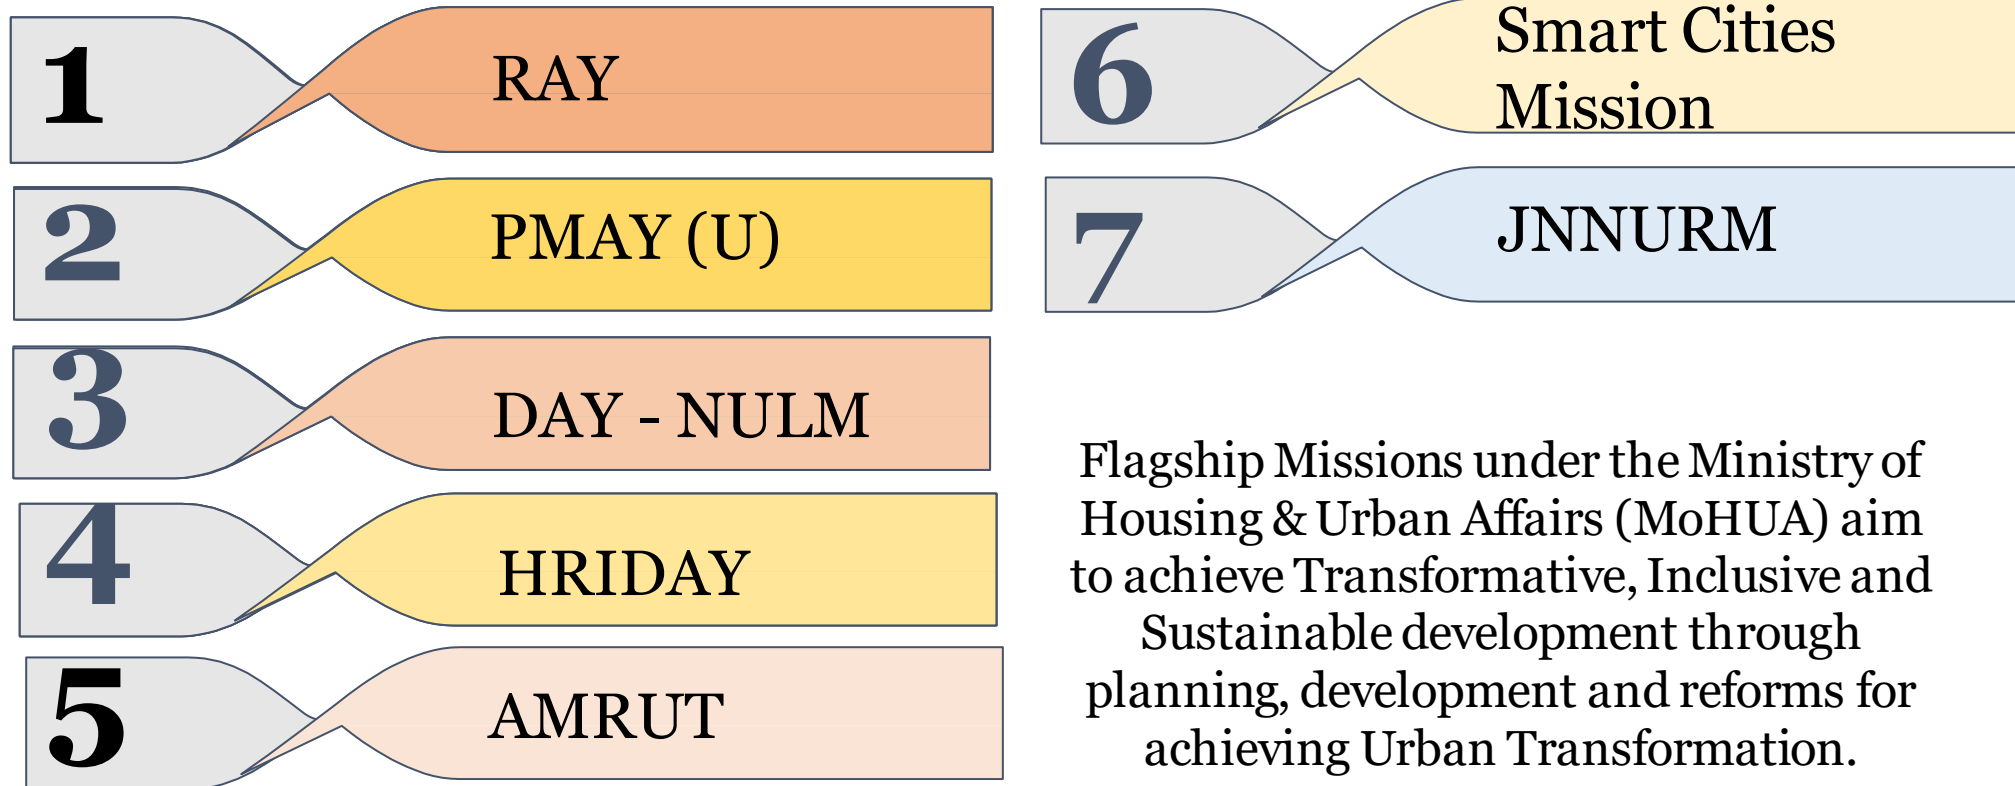 1
RAY
2
PMAY (U)
3
DAY - NULM
4
HRIDAY
5
AMRUT
6
Smart Cities
Mission
7
JNNURM
Flagship Missions under the Ministry of
Housing & Urban Affairs (MoHUA) aim
to achieve Transformative, Inclusive and
Sustainable development through
planning, development and reforms for
achieving Urban Transformation.